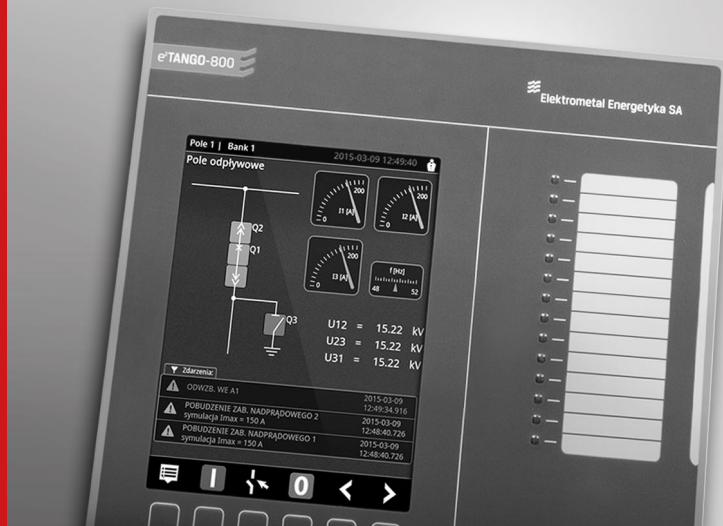 e²TANGO-800
Elektrometal Energetyka SA
Pole 1 | Bank 1
2015-03-09 12:49:40
Pole odpływowe
Q2
Q1
Q3
200
I1 [A]
0
200
I2 [A]
0
200
I3 [A]
0
f [Hz]
48
52
U12 = 15.22 kV
U23 = 15.22 kV
U31 = 15.22 kV
Zdarzenia:
ODWZB. WE A1
2015-03-09
12:49:34.916
POBUDZENIE ZAB. NADPRĄDOWEGO 2
symulacja Imax = 150 A
2015-03-09
12:48:40.726
POBUDZENIE ZAB. NADPRĄDOWEGO 1
symulacja Imax = 150 A
2015-03-09
12:48:40.726
I
0